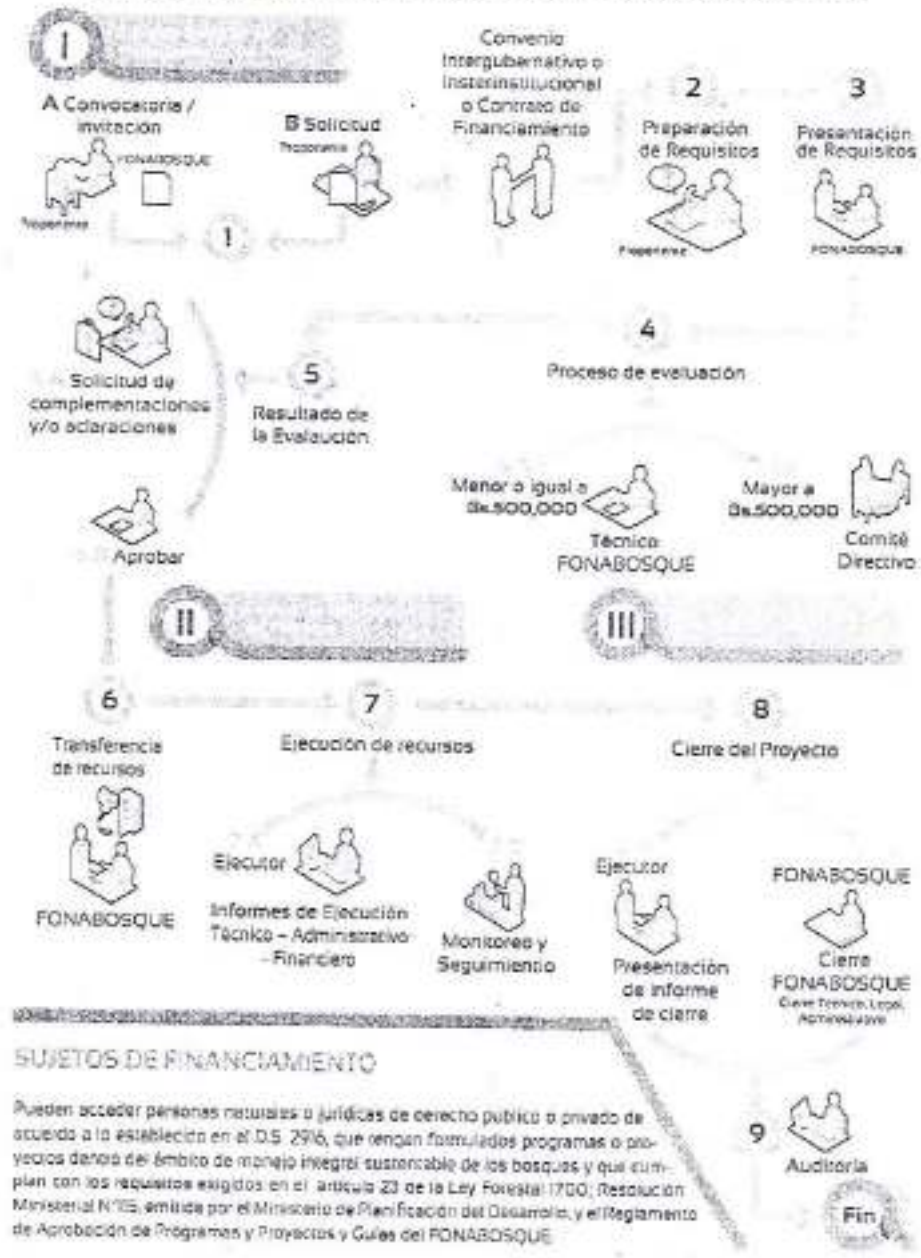 I
A Convocatoria /
invitación
FONABOSQUE
Proponente
B Solicitud
Proponente
1
Convenio
Intergubernativo o
Insterinstitucional
o Contrato de
Financiamiento
2
Preparación
de Requisitos
Proponente
3
Presentación
de Requisitos
FONABOSQUE
Solicitud de
complementaciones
y/o aclaraciones
Aprobar
5
Resultado de
la Evalaución
4
Proceso de evaluación
Menor o igual a
Bs.500,000
Técnico
FONABOSQUE
Mayor a
Bs.500,000
Comité
Directivo
II
III
6
Transferencia
de recursos
FONABOSQUE
7
Ejecución de recursos
Ejecutor
Informes de Ejecución
Técnico – Administrativo
- Financiero
Monitoreo y
Seguimiento
8
Cierre del Proyecto
Ejecutor
Presentación
de informe
de cierre
FONABOSQUE
Cierre
FONABOSQUE
Cierre Técnico, Legal,
Administrativo
SUJETOS DE FINANCIAMIENTO
Pueden acceder personas naturales o jurídicas de derecho público o privado de
acuerdo a lo establecido en el D.S. 2916, que tengan formulados programas o pro-
yectos dentro del ámbito de manejo integral sustentable de los bosques y que cum-
plan con los requisitos exigidos en el artículo 23 de la Ley Forestal 1700; Resolución
Ministerial N°115, emitida por el Ministerio de Planificación del Desarrollo, y el Reglamento
de Aprobación de Programas y Proyectos y Guías del FONABOSQUE
9
Auditoría
Fin